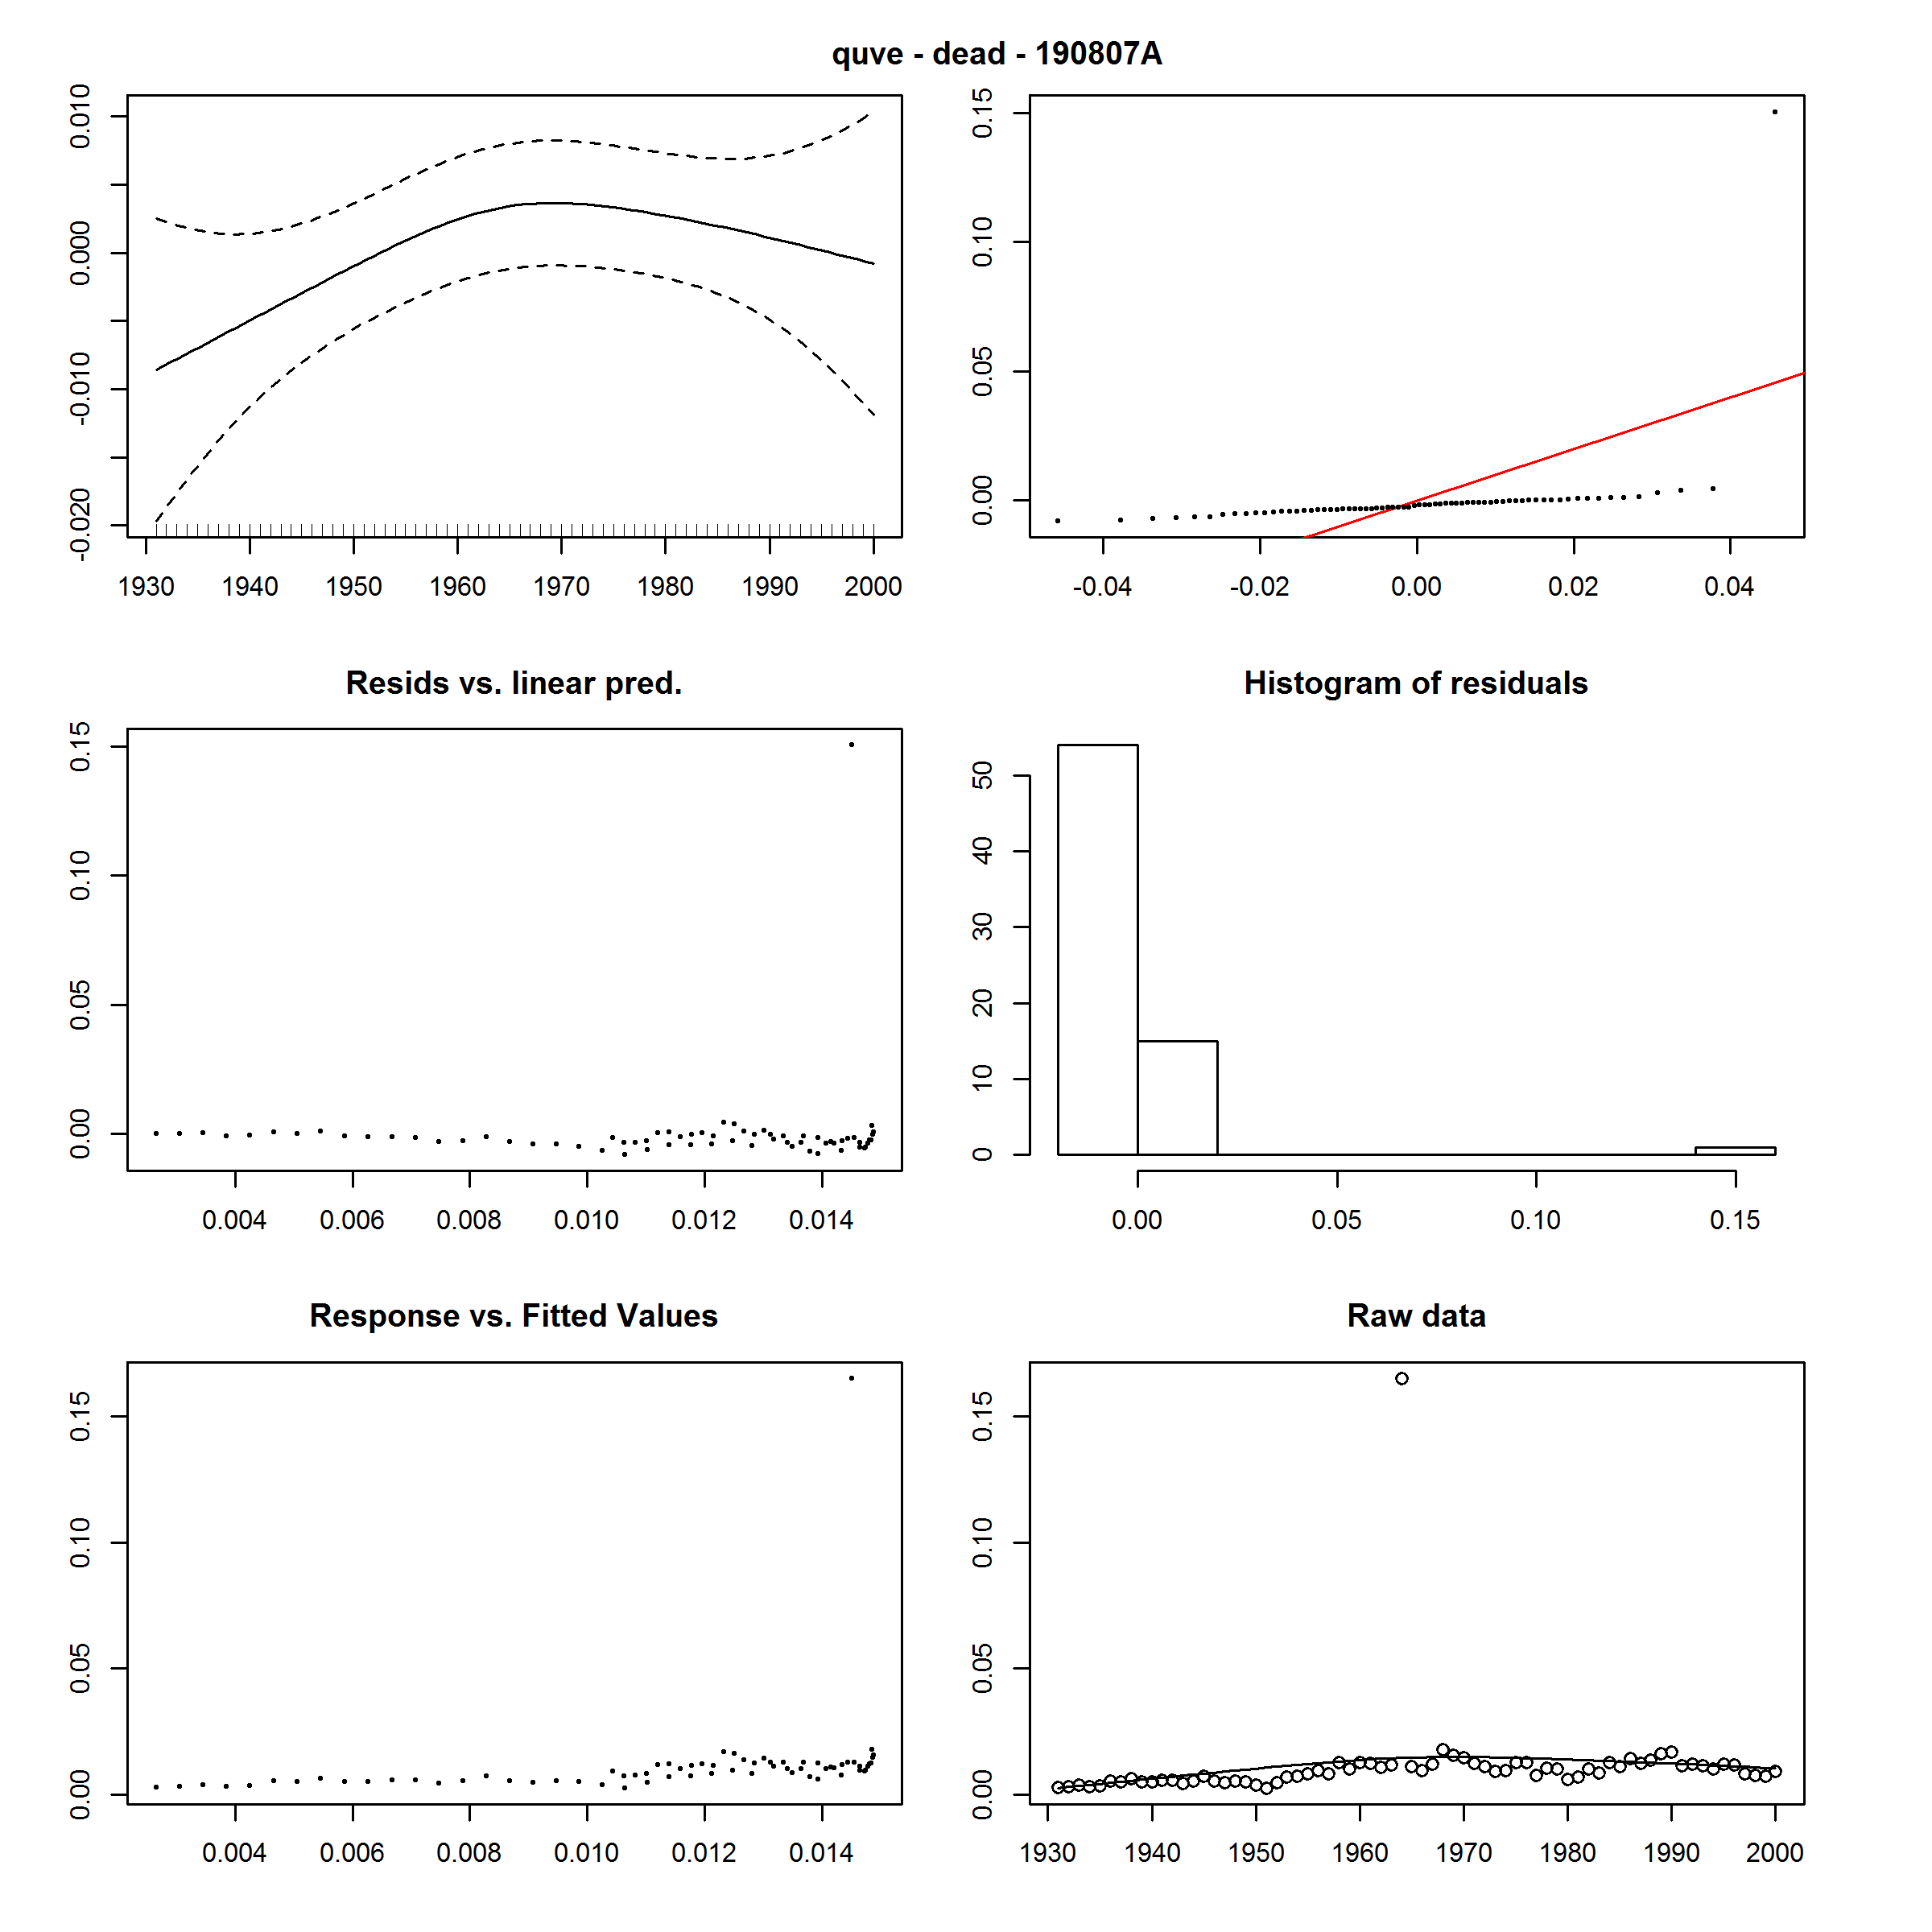 quve - dead - 190807A
0.010
0.000
-0.010
-0.020
1930 1940 1950 1960 1970 1980 1990 2000
0.15
0.10
0.05
0.00
-0.04 -0.02 0.00 0.02 0.04
Resids vs. linear pred.
0.15
0.10
0.05
0.00
0.004 0.006 0.008 0.010 0.012 0.014
Histogram of residuals
50
40
30
20
10
0
0.00 0.05 0.10 0.15
Response vs. Fitted Values
0.15
0.10
0.05
0.00
0.004 0.006 0.008 0.010 0.012 0.014
Raw data
0.15
0.10
0.05
0.00
1930 1940 1950 1960 1970 1980 1990 2000